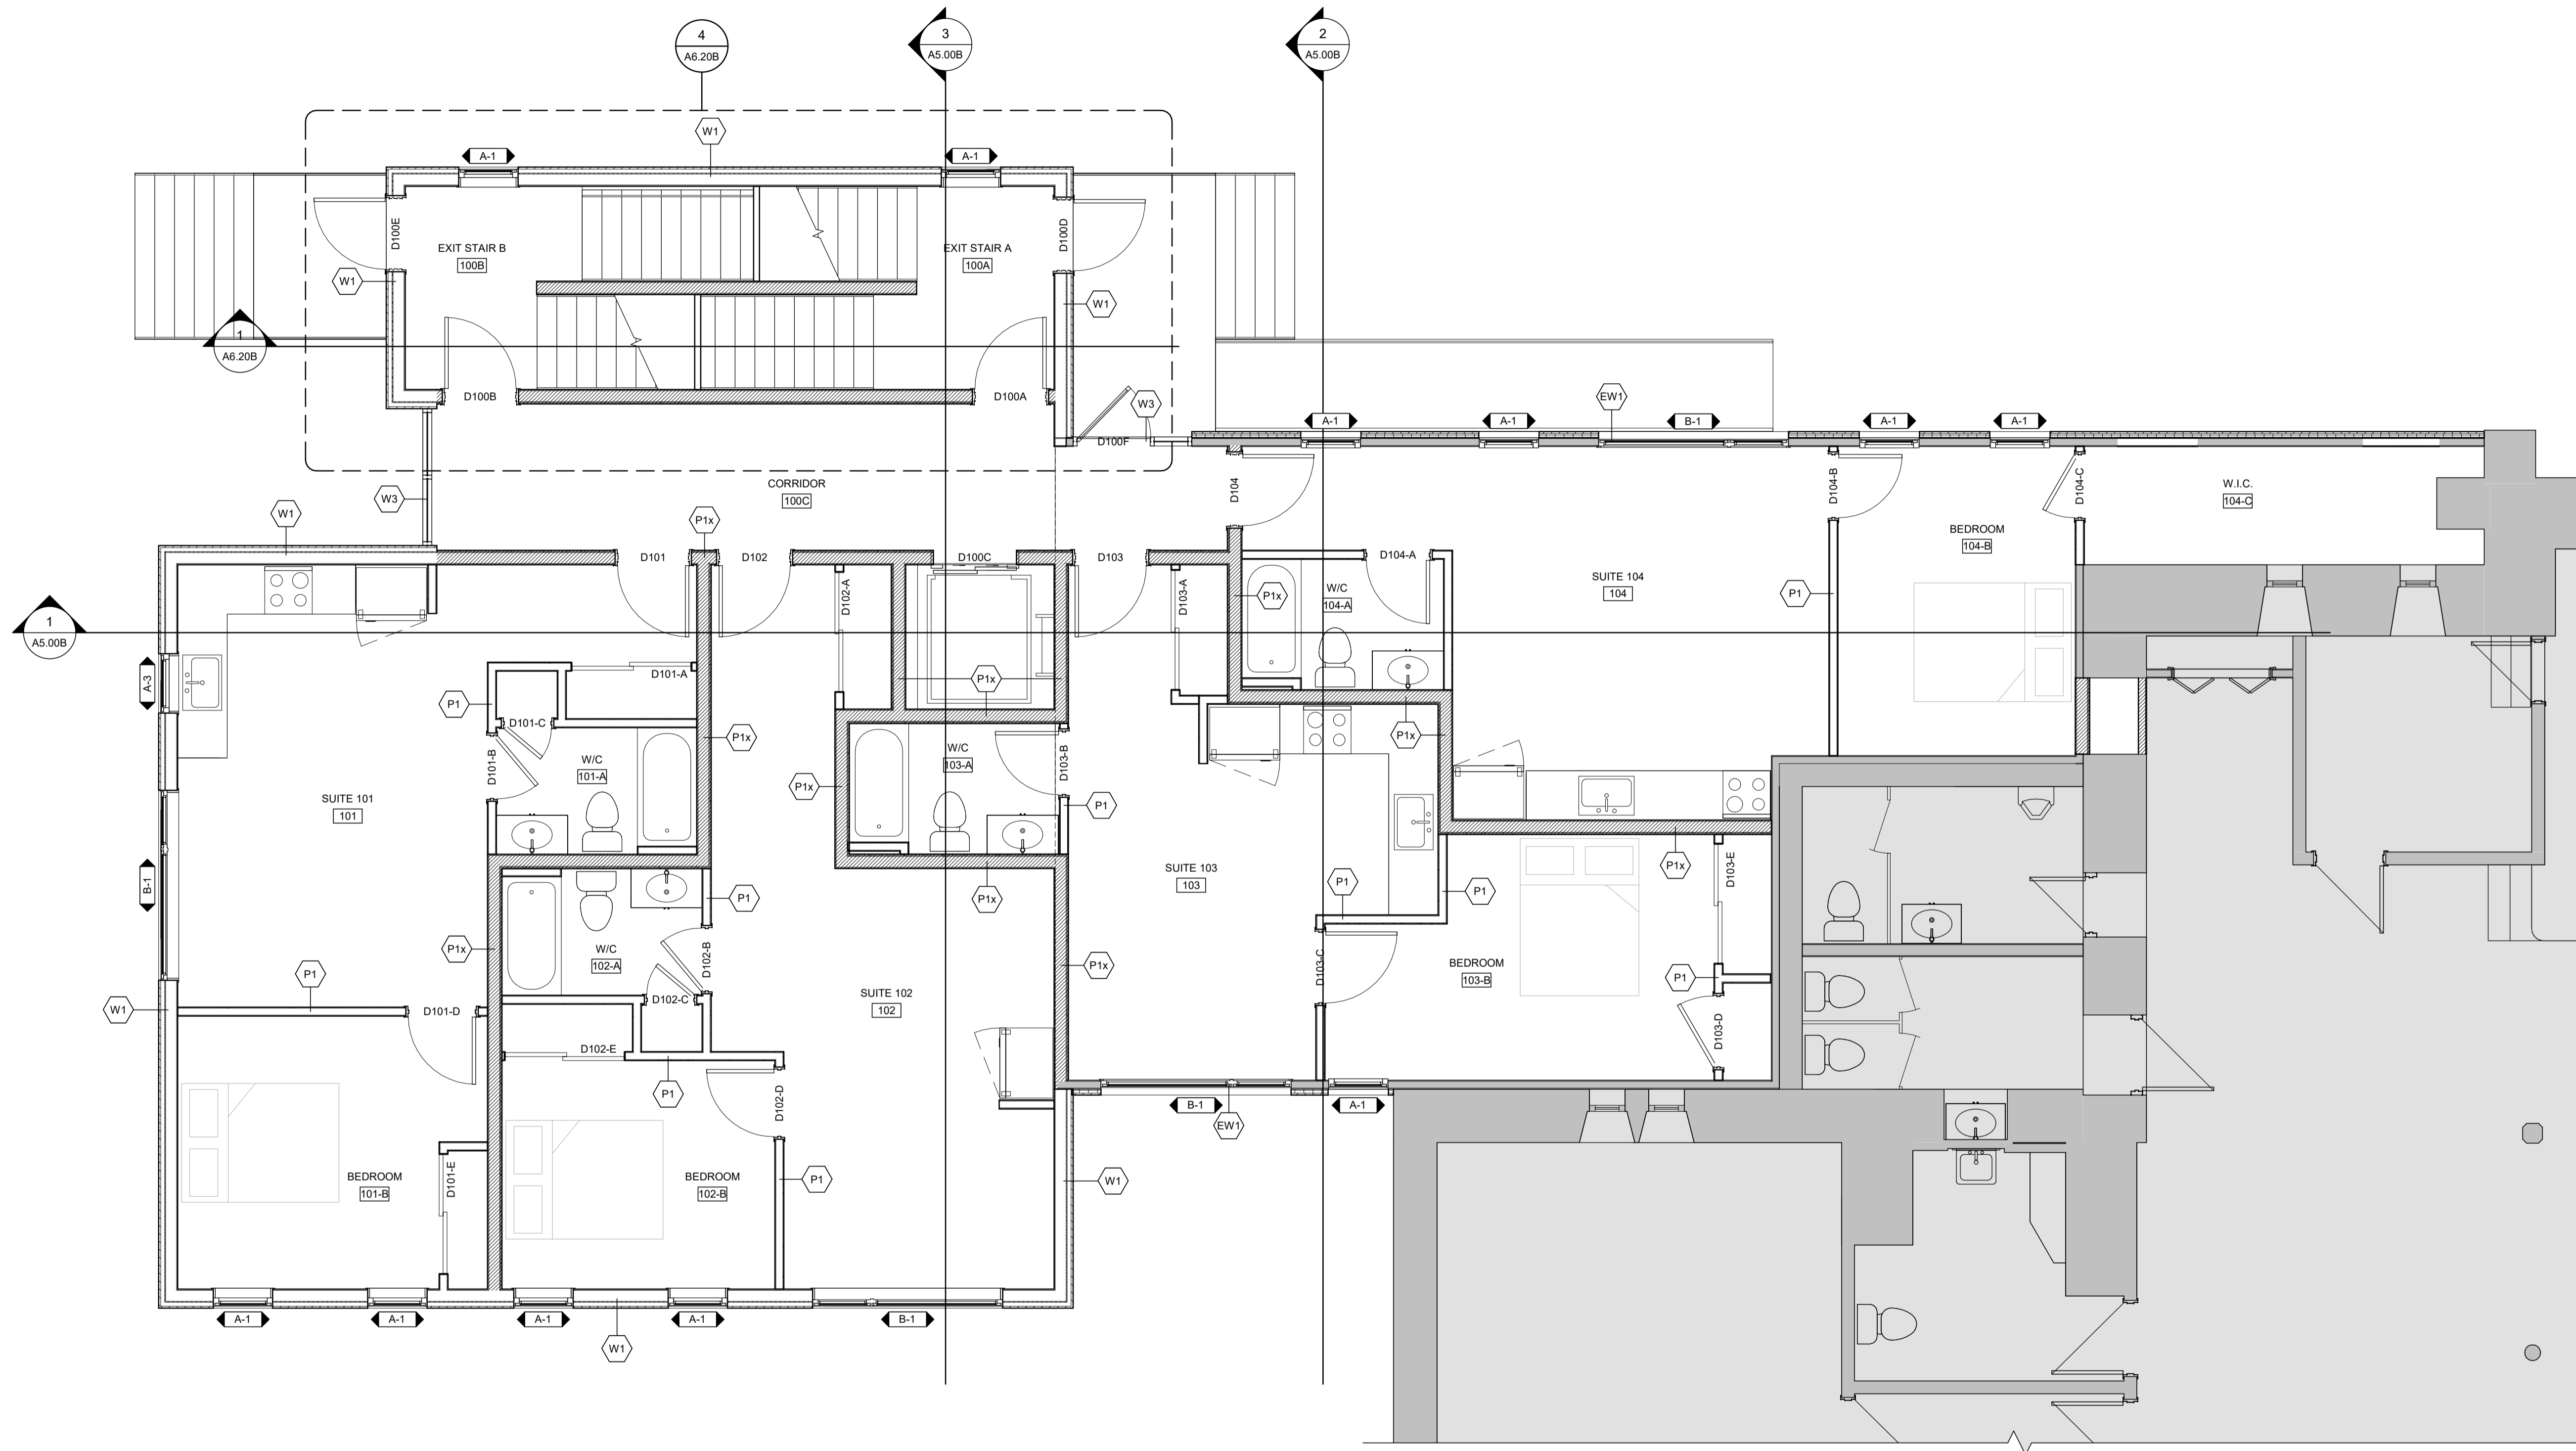 4
A6.20B
3
A5.00B
2
A5.00B
W1
A-1
A-1
D100E
EXIT STAIR B
100B
EXIT STAIR A
100A
D100D
W1
W1
1
A6.20B
D100B
D100A
W3
D100F
EW1
A-1
A-1
B-1
A-1
A-1
CORRIDOR
100C
W3
W1
P1x
D104
D104-B
D104-C
W.I.C.
104-C
BEDROOM
104-B
D101
D102
D100C
D103
D104-A
D102-A
D103-A
P1x
W/C
104-A
SUITE 104
104
P1
1
A5.00B
A-3
D101-A
P1
P1x
D101-C
P1x
P1x
P1x
D101-B
W/C
101-A
W/C
103-A
D103-B
P1x
P1
SUITE 101
101
B-1
SUITE 103
103
P1x
D103-E
P1
P1
P1
P1x
P1x
W/C
102-A
D102-B
P1x
D103-C
BEDROOM
103-B
P1
P1
D102-C
SUITE 102
102
W1
D101-D
D103-D
D102-E
P1
D102-D
B-1
A-1
EW1
D101-E
BEDROOM
101-B
BEDROOM
102-B
P1
W1
A-1
A-1
A-1
A-1
B-1
W1